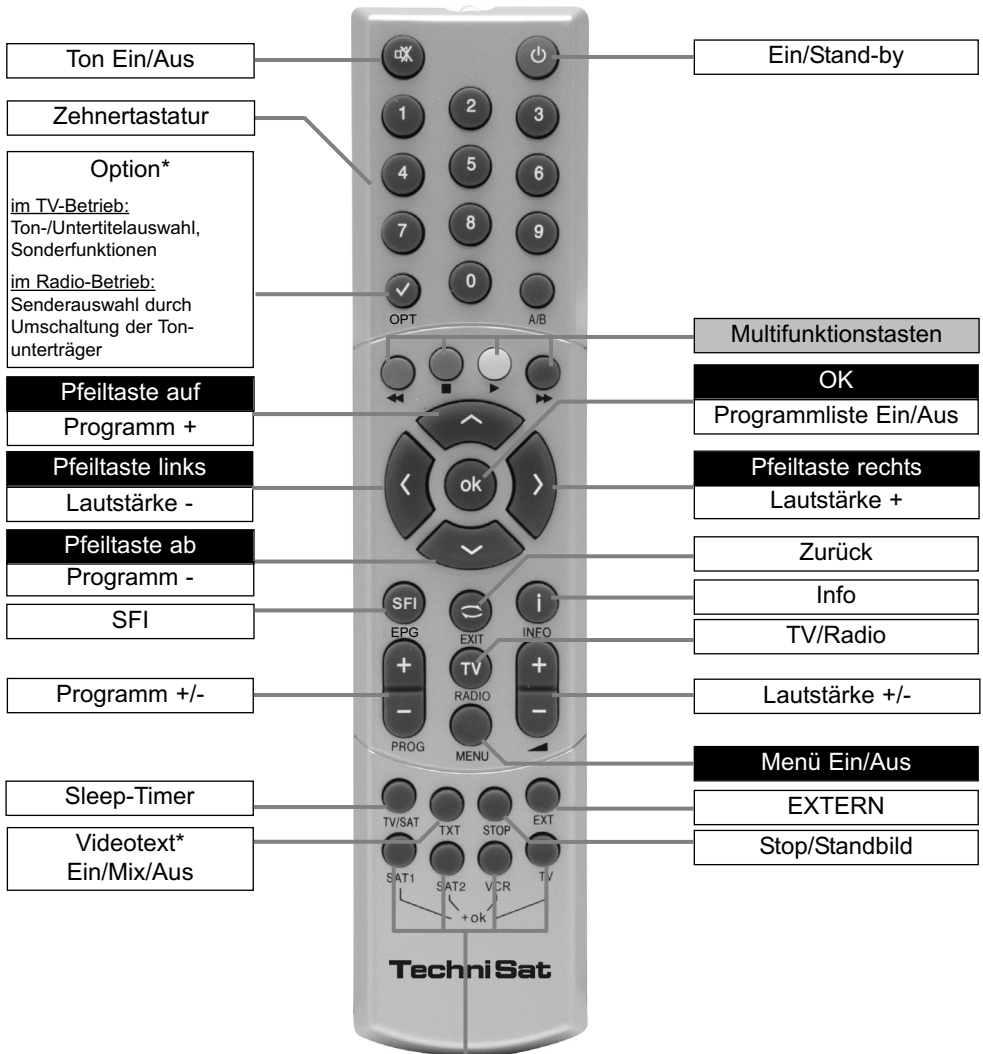 Ton Ein/Aus
Ein/Stand-by
Zehnertastatur
1
2
3
4
5
6
7
8
9
0
OPT
A/B
Option*
im TV-Betrieb:
Ton-/Untertitelauswahl,
Sonderfunktionen
im Radio-Betrieb:
Senderauswahl durch
Umschaltung der Ton-
unterträger
Multifunktionstasten
Pfeiltaste auf
Programm +
OK
Programmliste Ein/Aus
Pfeiltaste links
Lautstärke -
ok
Pfeiltaste rechts
Lautstärke +
Pfeiltaste ab
Programm -
Zurück
SFI
SFI
EPG
EXIT
i
INFO
Info
TV/Radio
TV
RADIO
Programm +/-
+
-
PROG
MENU
+
-
Lautstärke +/-
Menü Ein/Aus
Sleep-Timer
TV/SAT
TXT
STOP
EXT
EXTERN
Videotext*
Ein/Mix/Aus
Stop/Standbild
SAT1
SAT2
VCR
TV
+ok
TechniSat